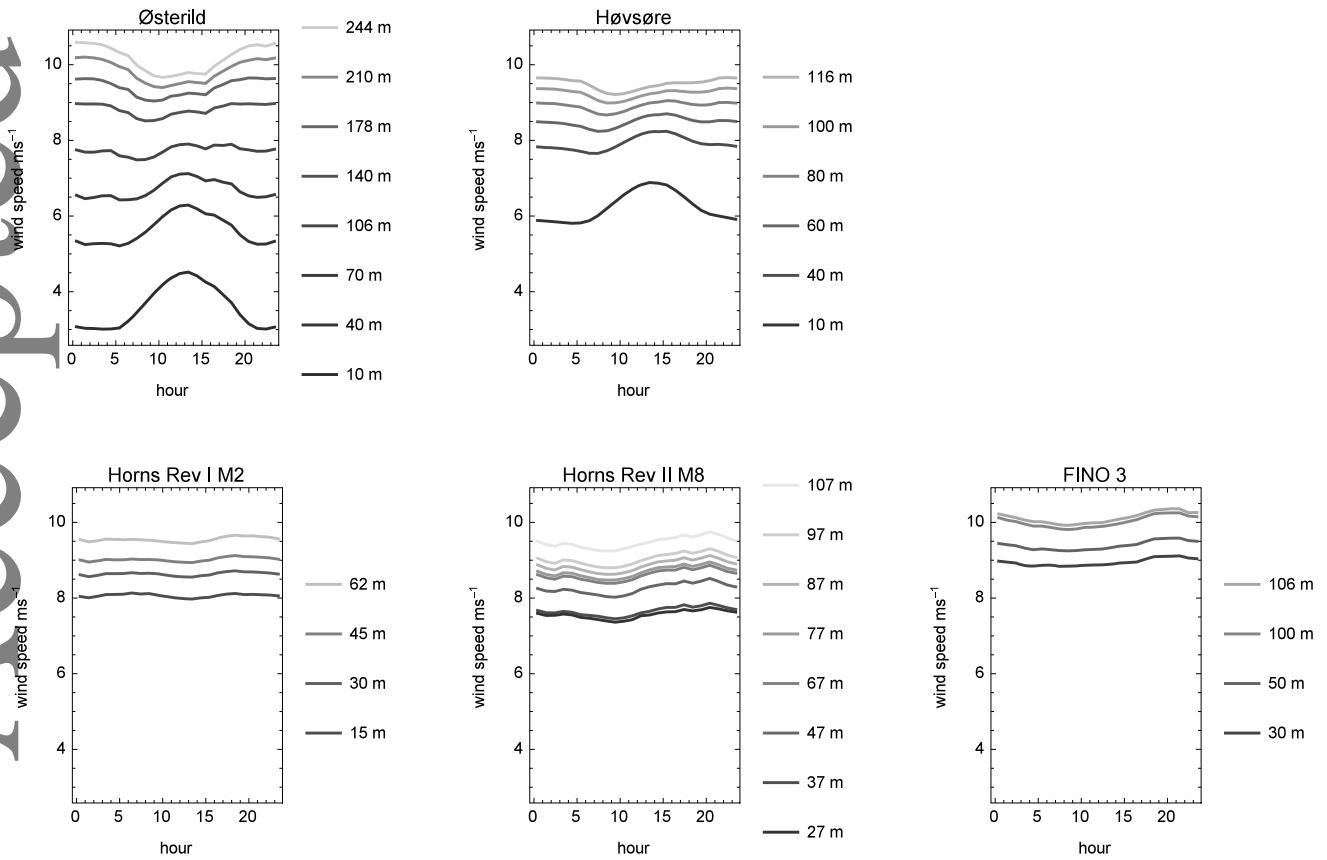 Østerild
wind speed ms⁻¹
10
8
6
4
0 5 10 15 20
hour
244 m
210 m
178 m
140 m
106 m
70 m
40 m
10 m
Høvsøre
wind speed ms⁻¹
10
8
6
4
0 5 10 15 20
hour
116 m
100 m
80 m
60 m
40 m
10 m
Horns Rev I M2
wind speed ms⁻¹
10
8
6
4
0 5 10 15 20
hour
62 m
45 m
30 m
15 m
Horns Rev II M8
wind speed ms⁻¹
10
8
6
4
0 5 10 15 20
hour
107 m
97 m
87 m
77 m
67 m
47 m
37 m
27 m
FINO 3
wind speed ms⁻¹
10
8
6
4
0 5 10 15 20
hour
106 m
100 m
50 m
30 m